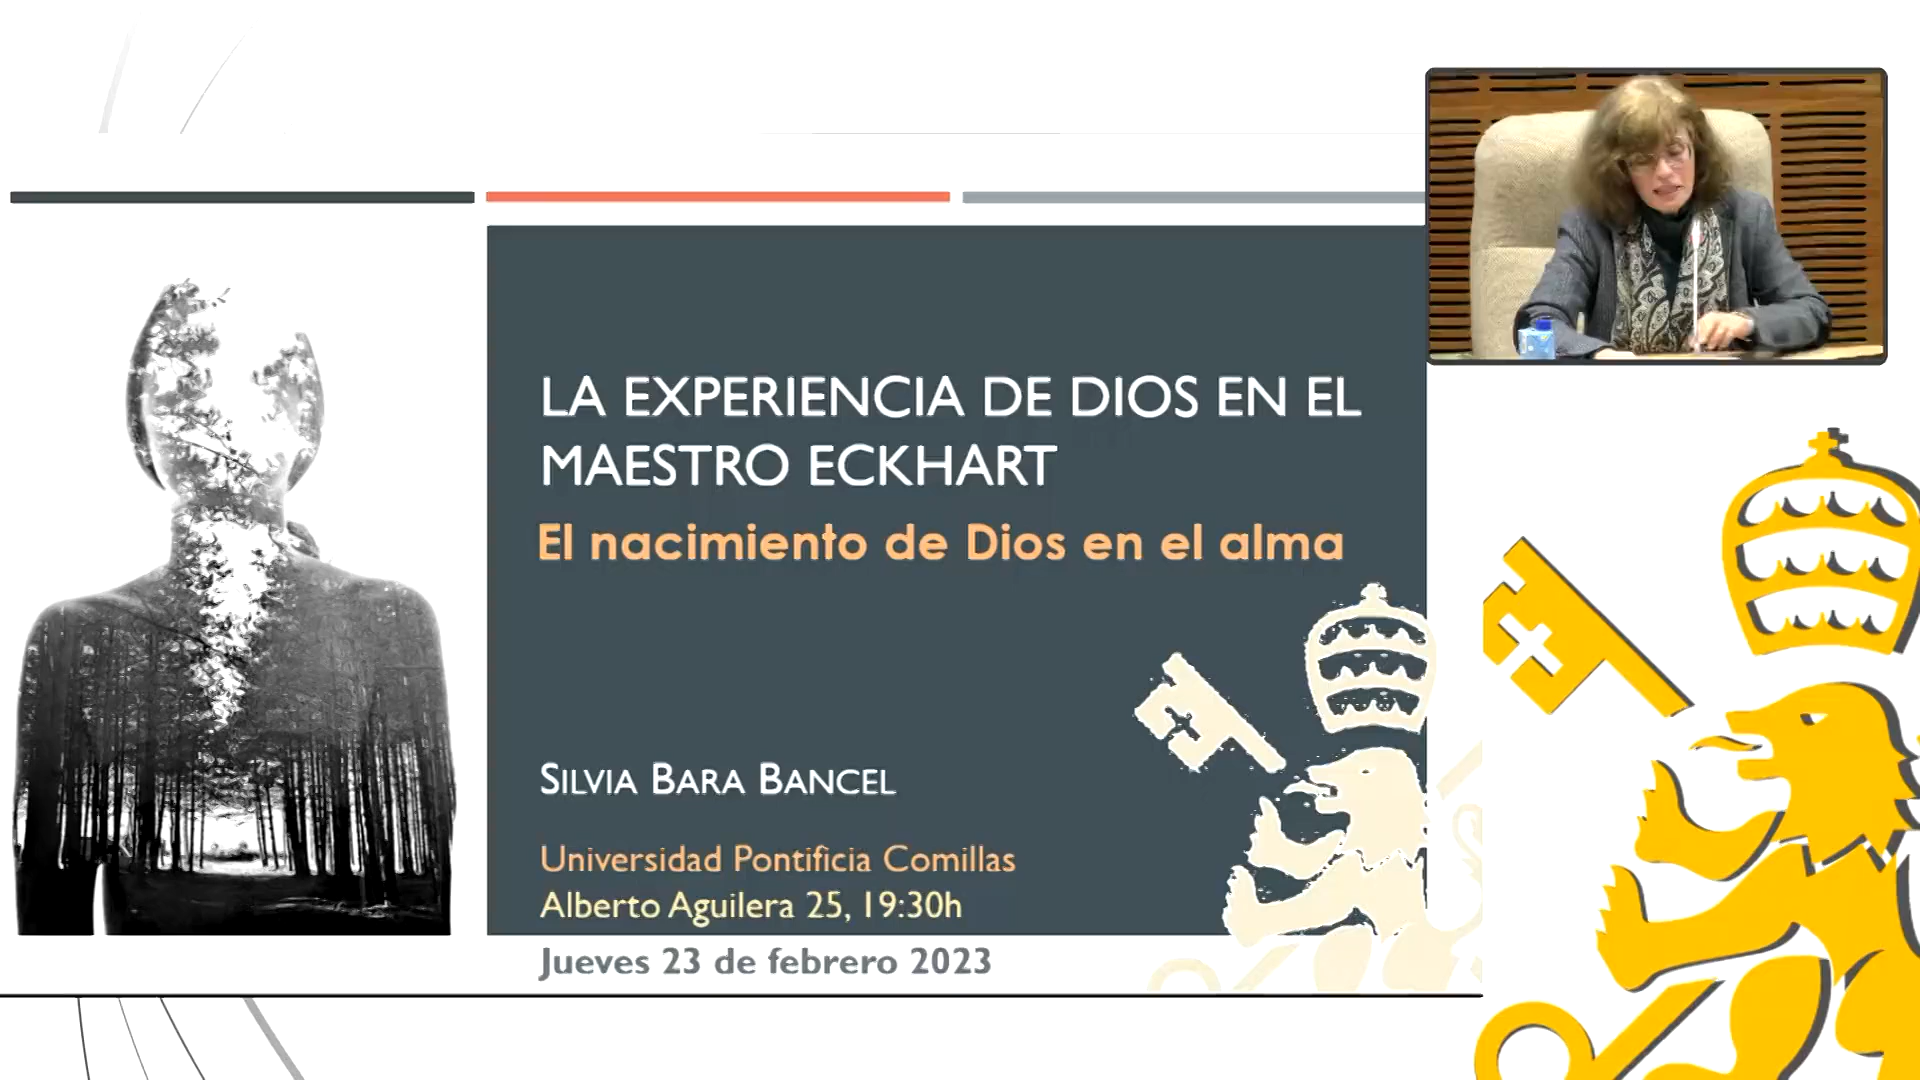 LA EXPERIENCIA DE DIOS EN EL
MAESTRO ECKHART
El nacimiento de Dios en el alma
SILVIA BARA BANCEL
Universidad Pontificia Comillas
Alberto Aguilera 25, 19:30h
Jueves 23 de febrero 2023